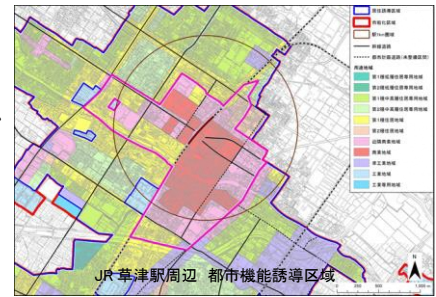 居住誘導区域
市街化区域
駅1km圏域
幹線道路
都市計画道路(未整備区間)
用途地域
第1種低層住居専用地域
第2種低層住居専用地域
第1種中高層住居専用地域
第2種中高層住居専用地域
第1種住居地域
第2種住居地域
近隣商業地域
商業地域
準工業地域
工業地域
工業専用地域
N
JR 草津駅周辺 都市機能誘導区域